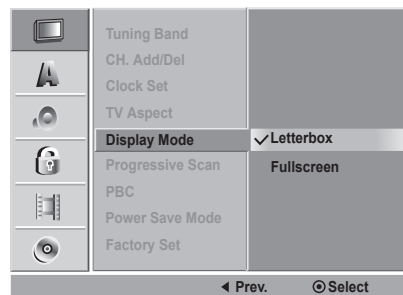 Tuning Band
CH. Add/Del
Clock Set
TV Aspect
Display Mode
✓Letterbox
Progressive Scan
Fullscreen
PBC
Power Save Mode
Factory Set
◀ Prev.
Select